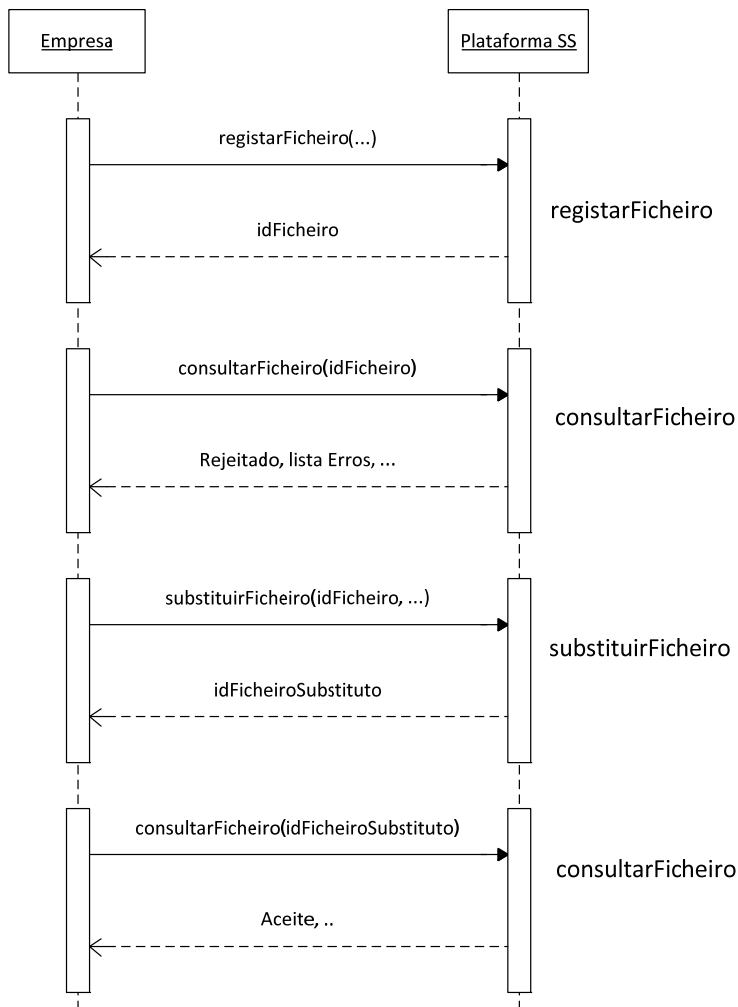 Empresa
Plataforma SS
registarFicheiro(...)
registarFicheiro
idFicheiro
consultarFicheiro(idFicheiro)
consultarFicheiro
Rejeitado, lista Erros, ...
substituirFicheiro(idFicheiro, ...)
substituirFicheiro
idFicheiroSubstituto
consultarFicheiro(idFicheiroSubstituto)
consultarFicheiro
Aceite, ..